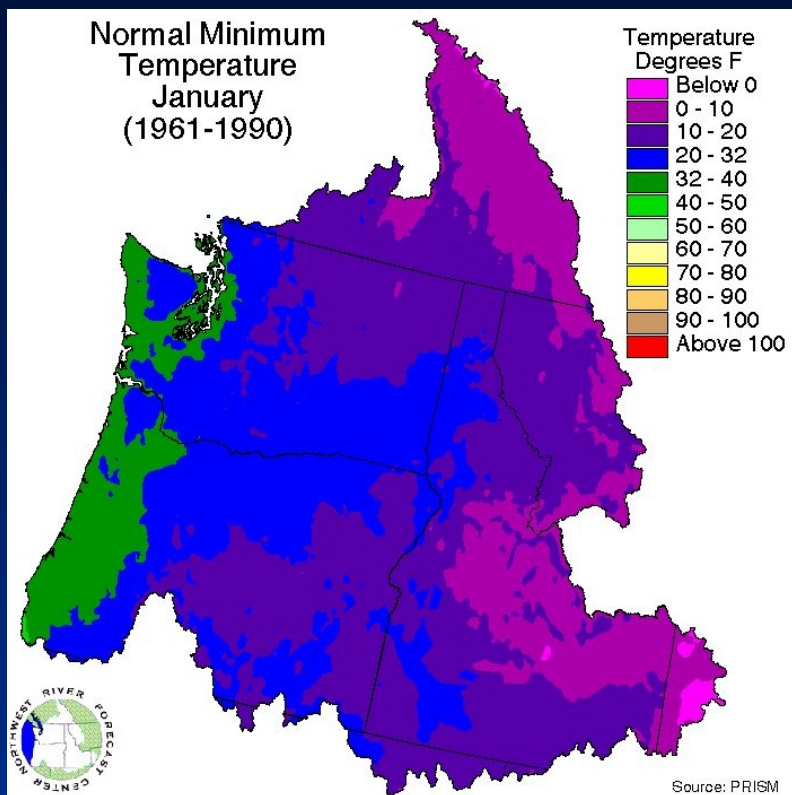 Normal Minimum
Temperature
January
(1961-1990)
Temperature
Degrees F
Below 0
0 - 10
10 - 20
20 - 32
32 - 40
40 - 50
50 - 60
60 - 70
70 - 80
80 - 90
90 - 100
Above 100
NORTHWEST RIVER FORECAST CENTER
Source: PRISM